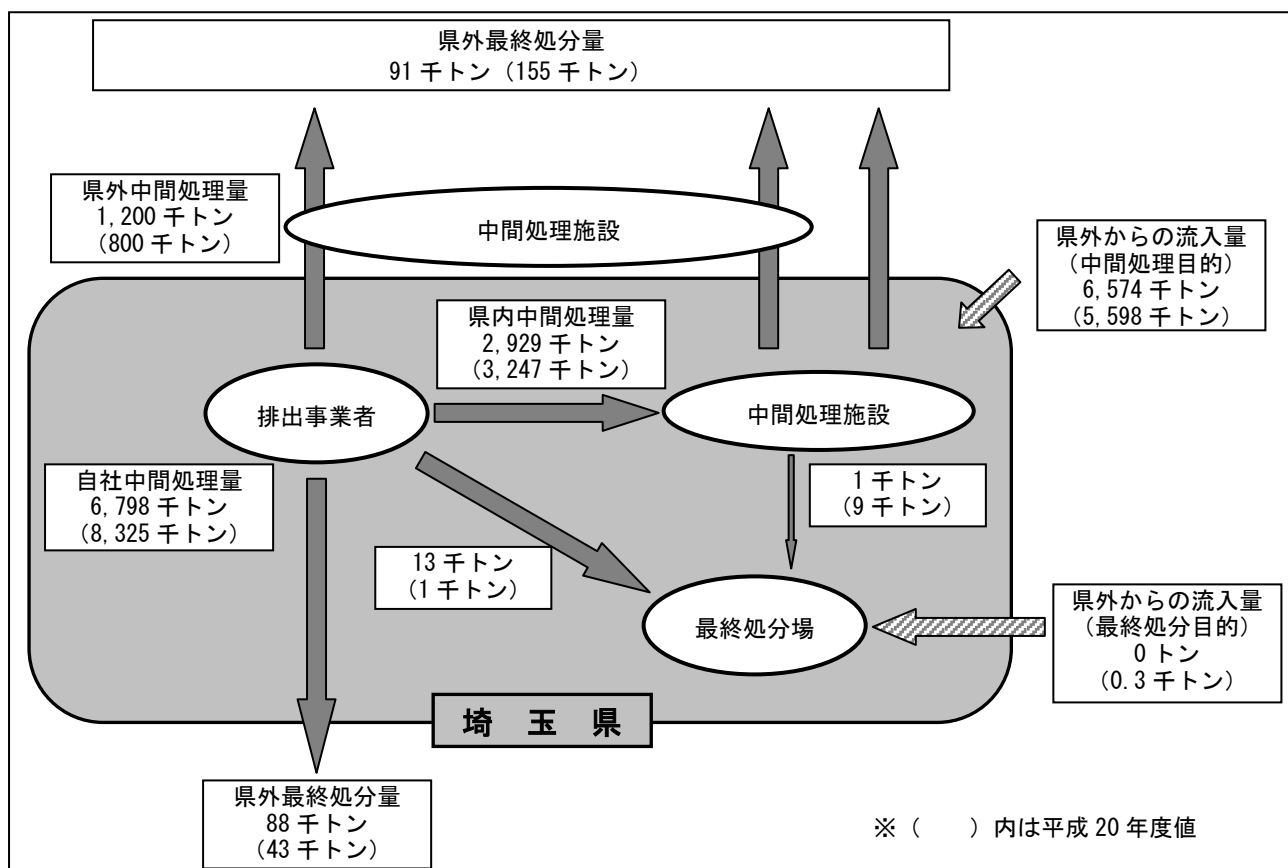 県外最終処分量
91 千トン（155 千トン）
県外中間処理量
1,200 千トン
（800 千トン）
中間処理施設
県外からの流入量
（中間処理目的）
6,574 千トン
（5,598 千トン）
県内中間処理量
2,929 千トン
（3,247 千トン）
排出事業者
中間処理施設
自社中間処理量
6,798 千トン
（8,325 千トン）
1 千トン
（9 千トン）
13 千トン
（1 千トン）
最終処分場
県外からの流入量
（最終処分目的）
0 トン
（0.3 千トン）
埼 玉 県
県外最終処分量
88 千トン
（43 千トン）
※（　　）内は平成 20 年度値